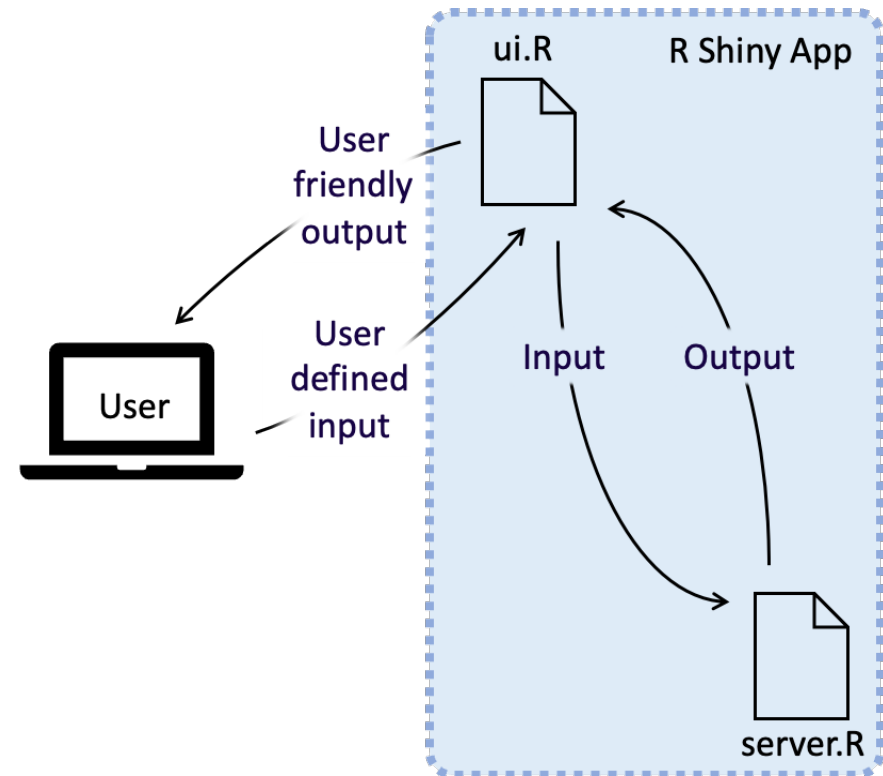 ui.R
R Shiny App
User
friendly
output
User
defined
input
User
Input
Output
server.R